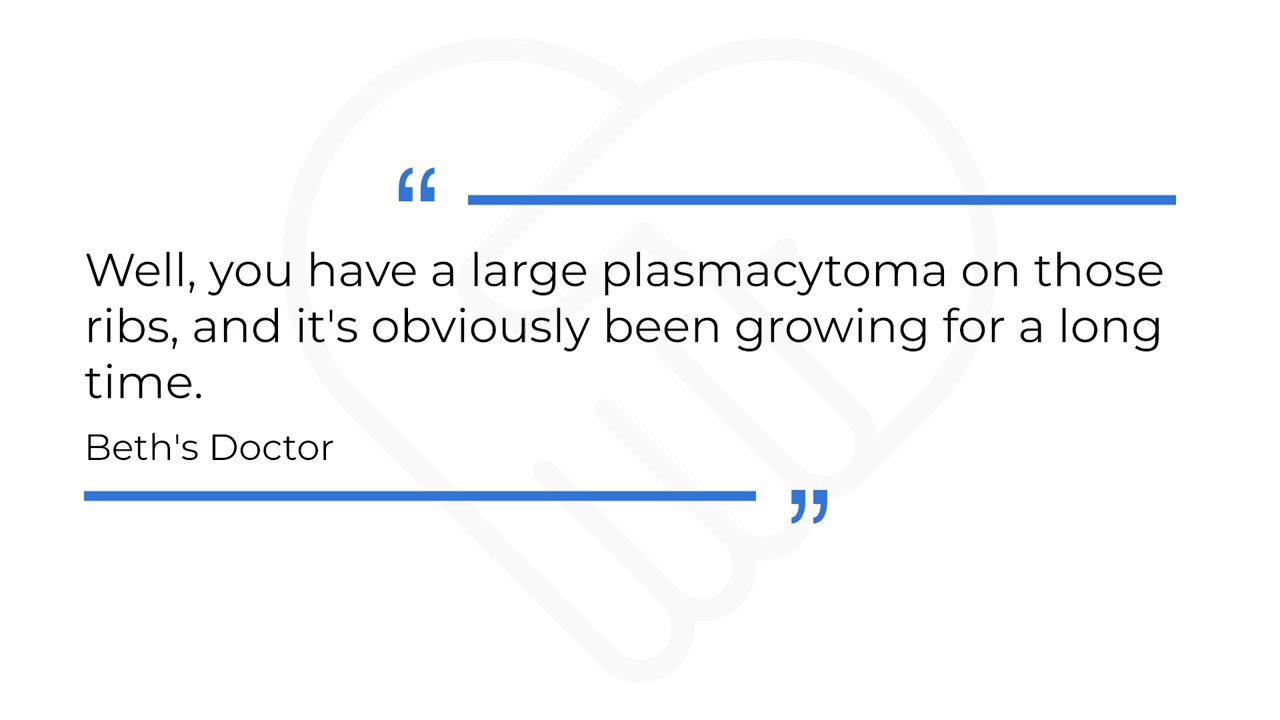 “
Well, you have a large plasmacytoma on those
ribs, and it's obviously been growing for a long
time.
Beth's Doctor
”